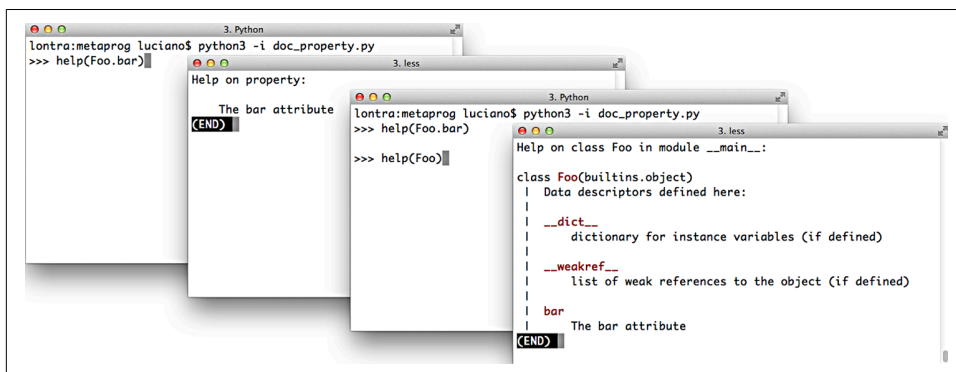 3. Python
lontra:metaprog luciano$ python3 -i doc_property.py
>>> help(Foo.bar)
3. less
Help on property:
The bar attribute
(END)
3. Python
lontra:metaprog luciano$ python3 -i doc_property.py
>>> help(Foo.bar)
>>> help(Foo)
3. less
Help on class Foo in module __main__:
class Foo(builtins.object)
 |  Data descriptors defined here:
 |
 |  __dict__
 |      dictionary for instance variables (if defined)
 |
 |  __weakref__
 |      list of weak references to the object (if defined)
 |
 |  bar
 |      The bar attribute
(END)